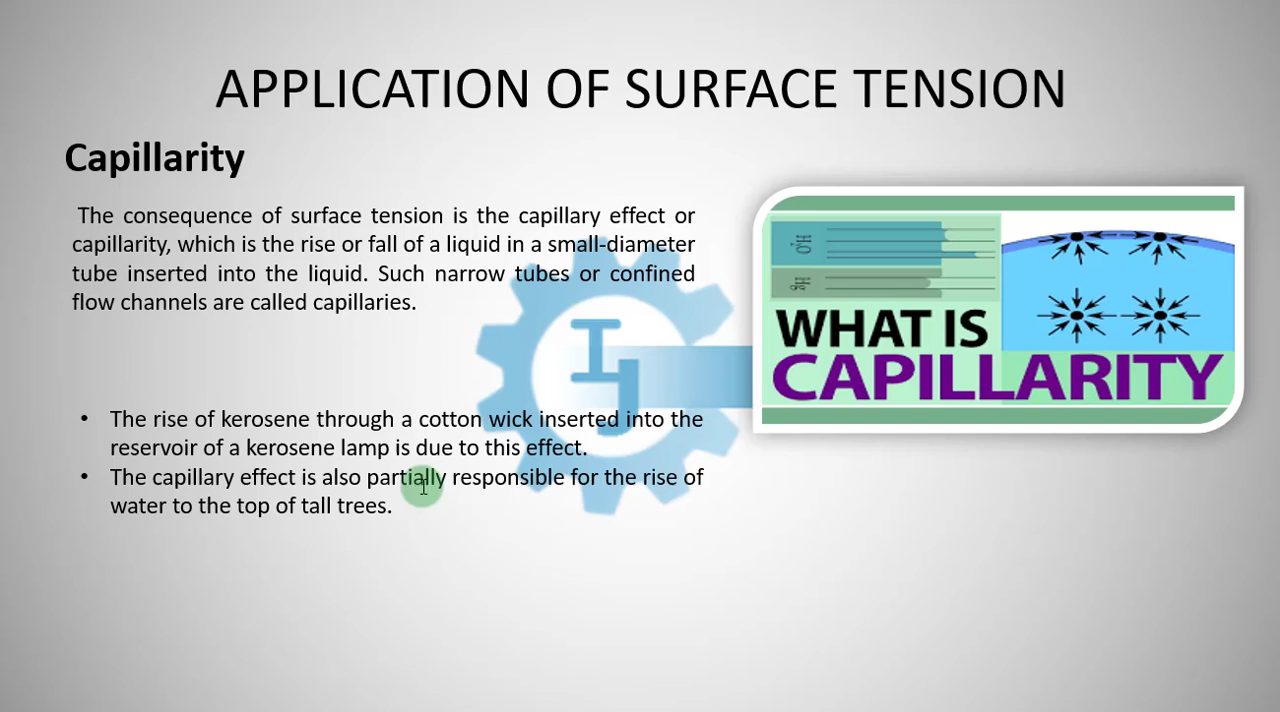 APPLICATION OF SURFACE TENSION
Capillarity
The consequence of surface tension is the capillary effect or
capillarity, which is the rise or fall of a liquid in a small-diameter
tube inserted into the liquid. Such narrow tubes or confined
flow channels are called capillaries.
H₂O
Hg
WHAT IS
CAPILLARITY
• The rise of kerosene through a cotton wick inserted into the
reservoir of a kerosene lamp is due to this effect.
• The capillary effect is also partially responsible for the rise of
water to the top of tall trees.